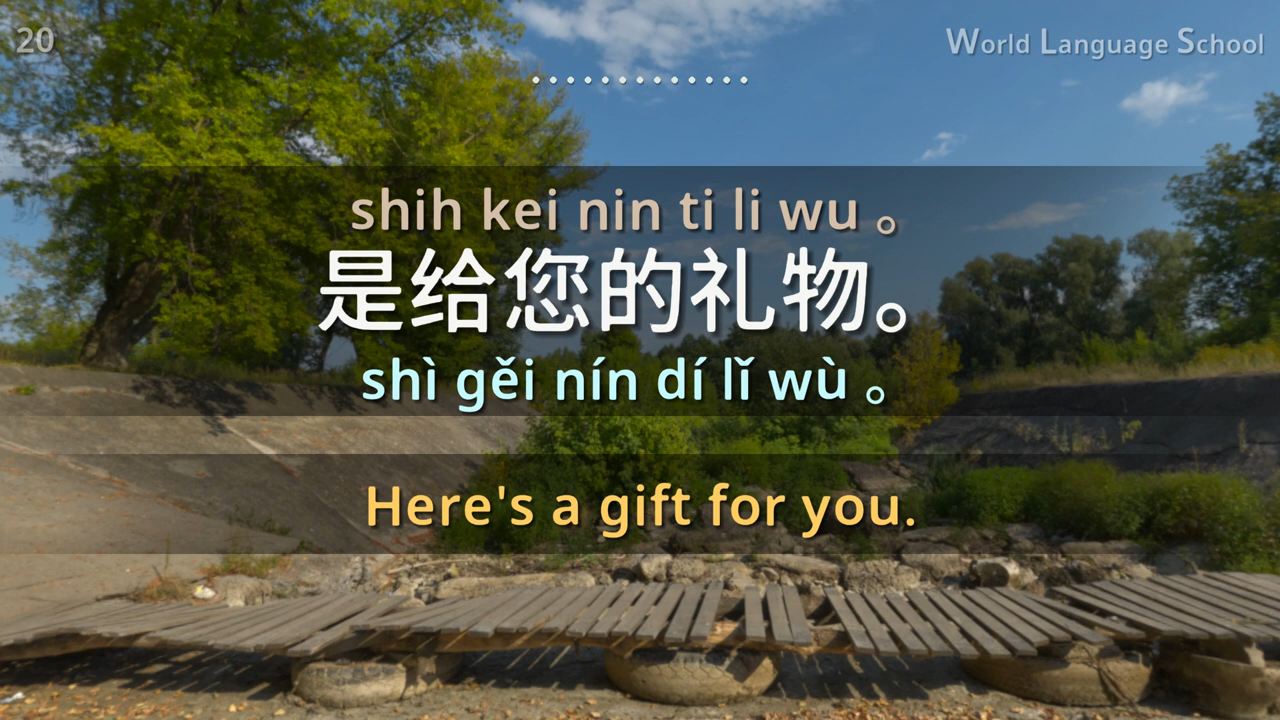 20
World Language School
shih kei nin ti li wu 。
是给您的礼物。
shì gěi nín dí lǐ wù 。
Here's a gift for you.